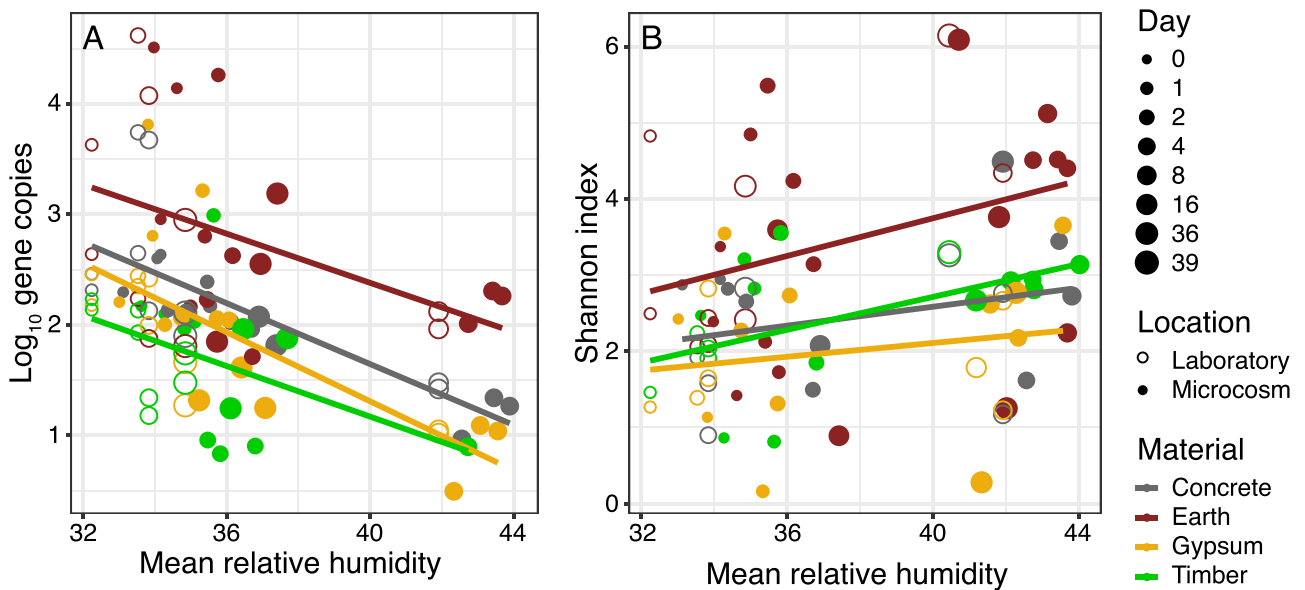 A
Log10 gene copies
4
3
2
1
32
36
40
44
Mean relative humidity
B
Shannon index
6
4
2
0
32
36
40
44
Mean relative humidity
Day
0
1
2
4
8
16
36
39
Location
Laboratory
Microcosm
Material
Concrete
Earth
Gypsum
Timber